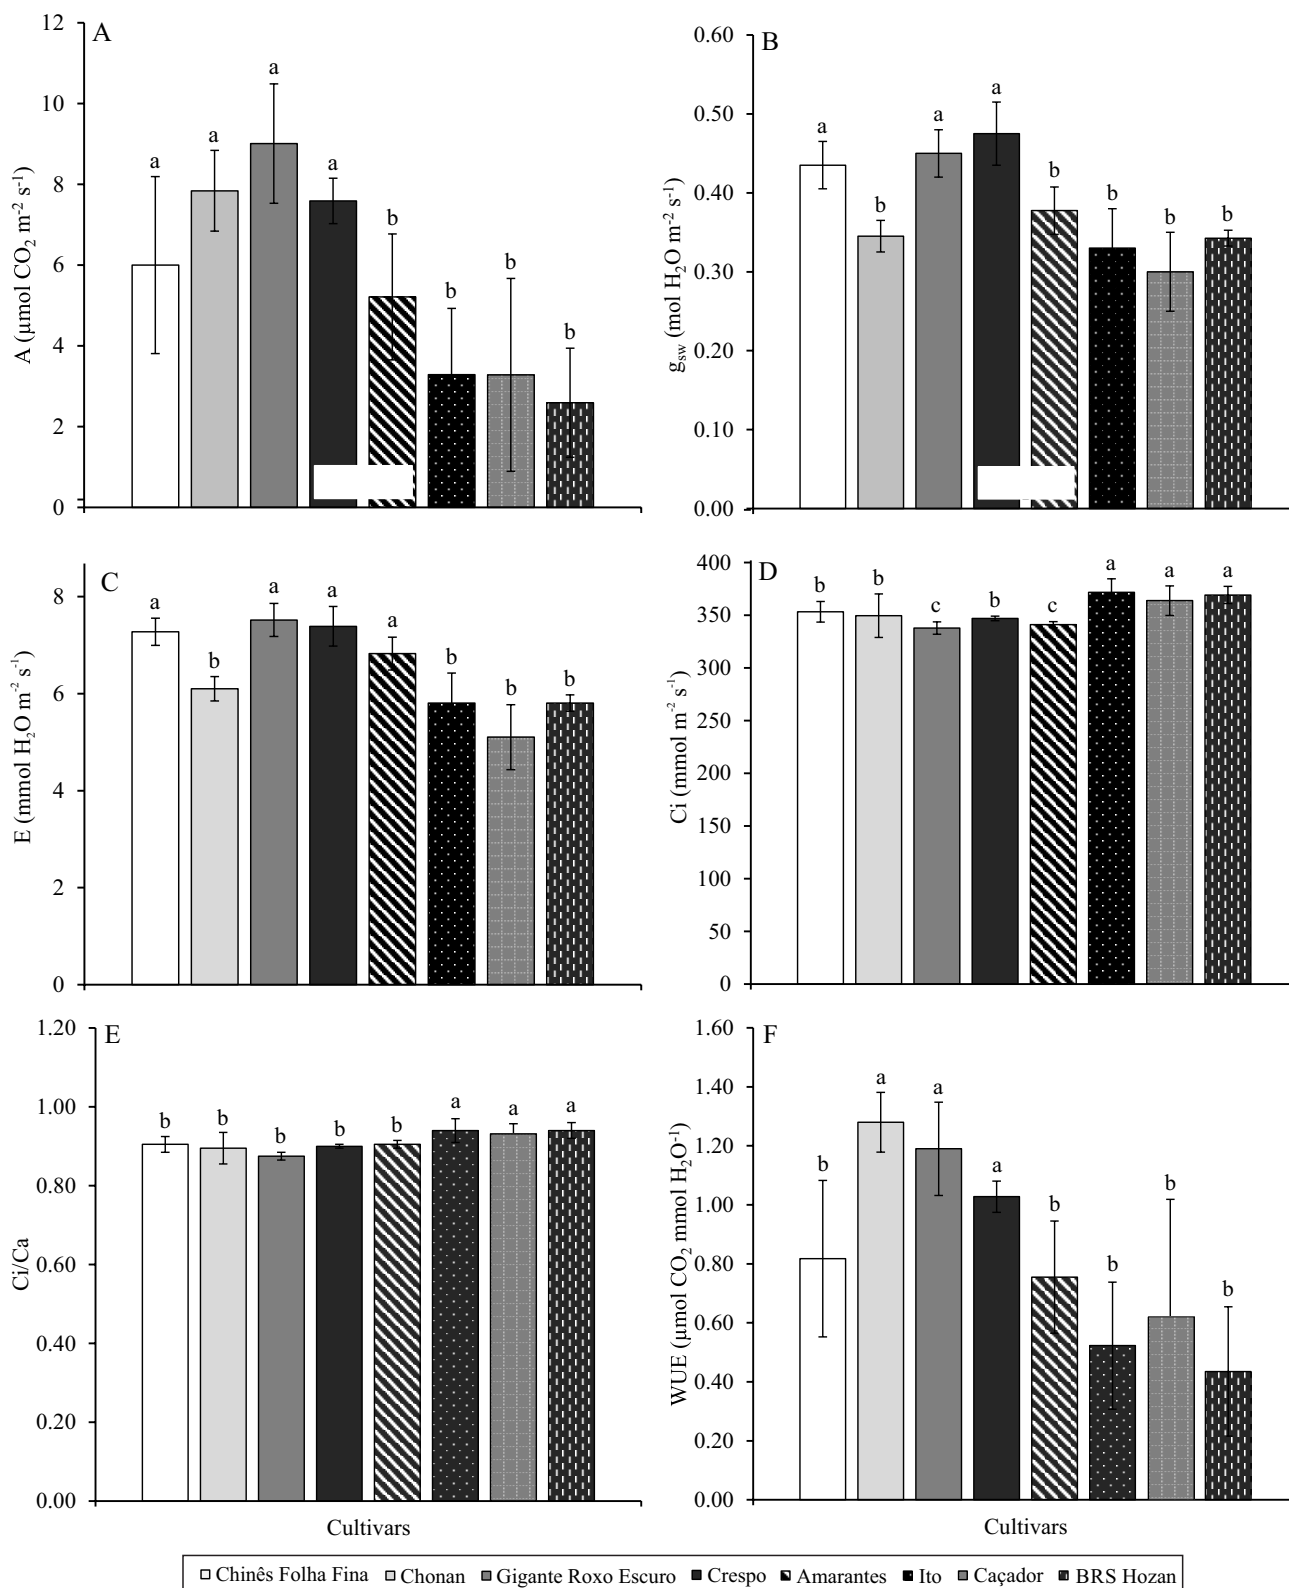 A
12
10
8
6
4
2
0
A (µmol CO₂ m⁻² s⁻¹)
a
a
a
a
b
b
b
b
B
0.60
0.50
0.40
0.30
0.20
0.10
0.00
g_sw (mol H₂O m⁻² s⁻¹)
a
b
a
a
b
b
b
b
C
8
6
4
2
0
E (mmol H₂O m⁻² s⁻¹)
a
b
a
a
a
b
b
b
D
400
350
300
250
200
150
100
50
0
Ci (mmol m⁻² s⁻¹)
b
b
c
b
c
a
a
a
E
1.20
1.00
0.80
0.60
0.40
0.20
0.00
Ci/Ca
b
b
b
b
b
a
a
a
Cultivars
F
1.60
1.40
1.20
1.00
0.80
0.60
0.40
0.20
0.00
WUE (µmol CO₂ mmol H₂O⁻¹)
b
a
a
a
b
b
b
b
Cultivars
Chinês Folha Fina Chonan Gigante Roxo Escuro Crespo Amarantes Ito Caçador BRS Hozan